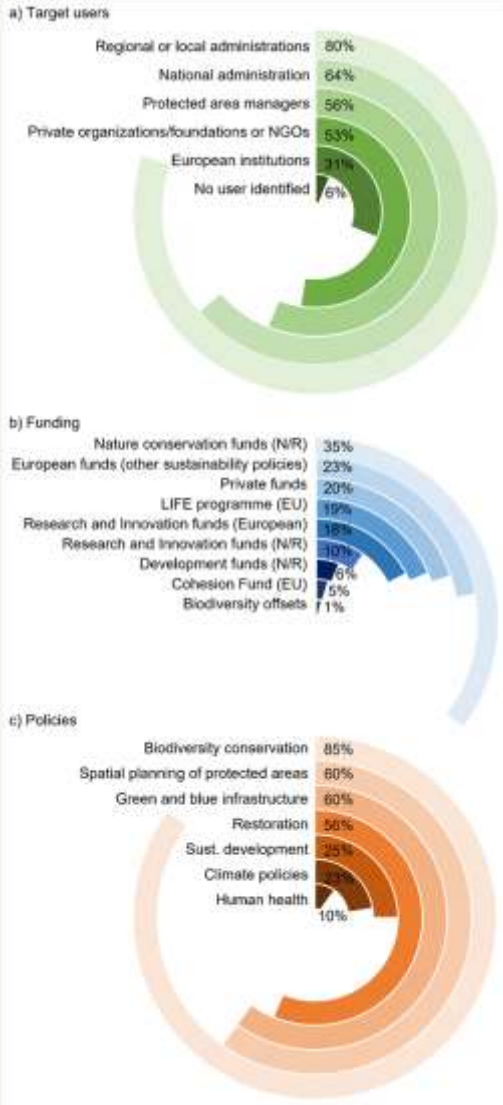 a) Target users
Regional or local administrations 80%
National administration 64%
Protected area managers 56%
Private organizations/foundations or NGOs 53%
European institutions 31%
No user identified 6%
b) Funding
Nature conservation funds (N/R) 35%
European funds (other sustainability policies) 23%
Private funds 20%
LIFE programme (EU) 19%
Research and Innovation funds (European) 18%
Research and Innovation funds (N/R) 10%
Development funds (N/R) 6%
Cohesion Fund (EU) 5%
Biodiversity offsets 1%
c) Policies
Biodiversity conservation 85%
Spatial planning of protected areas 60%
Green and blue infrastructure 60%
Restoration 56%
Sust. development 25%
Climate policies 23%
Human health 10%